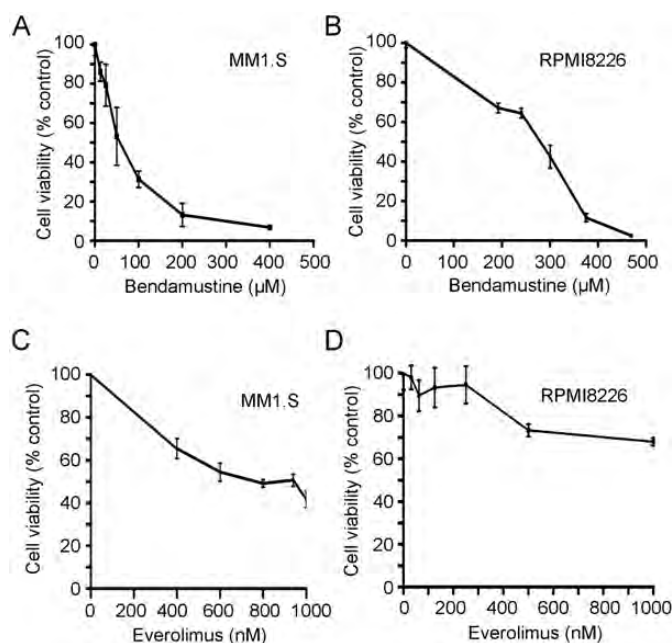 A
B
Cell viability (% control)
100
80
60
40
20
0
MM1.S
0 100 200 300 400 500
Bendamustine (µM)
Cell viability (% control)
100
80
60
40
20
0
RPMI8226
0 100 200 300 400 500
Bendamustine (µM)
C
D
Cell viability (% control)
100
80
60
40
20
0
MM1.S
0 200 400 600 800 1000
Everolimus (nM)
Cell viability (% control)
100
80
60
40
20
0
RPMI8226
0 200 400 600 800 1000
Everolimus (nM)